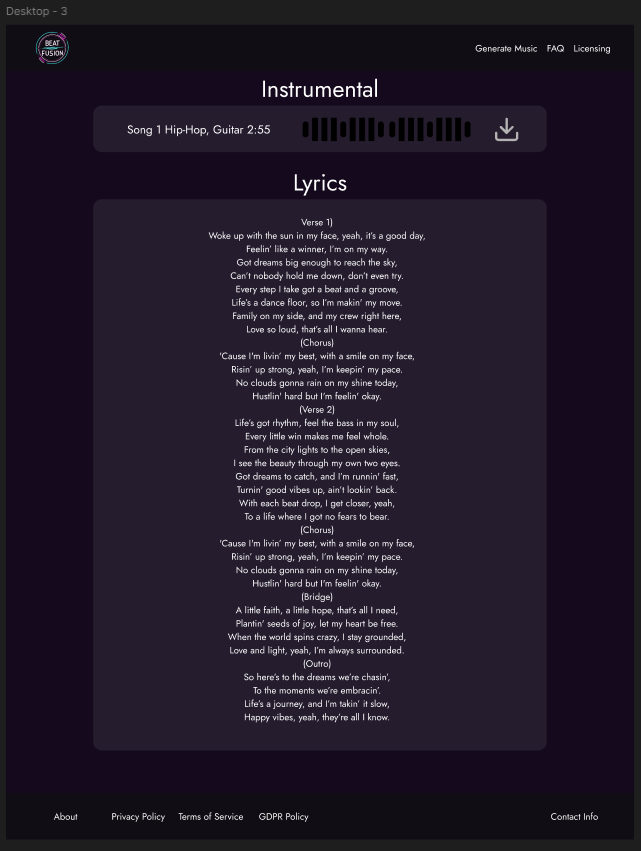 Desktop - 3
BEAT
FUSION
Generate Music FAQ Licensing
Instrumental
Song 1 Hip-Hop, Guitar 2:55
Lyrics
Verse 1)
Woke up with the sun in my face, yeah, it's a good day,
Feelin' like a winner, I'm on my way.
Got dreams big enough to reach the sky,
Can't nobody hold me down, don't even try.
Every step I take got a beat and a groove,
Life's a dance floor, so I'm makin' my move.
Family on my side, and my crew right here,
Love so loud, that's all I wanna hear.
(Chorus)
'Cause I'm livin' my best, with a smile on my face,
Risin' up strong, yeah, I'm keepin' my pace.
No clouds gonna rain on my shine today,
Hustlin' hard but I'm feelin' okay.
(Verse 2)
Life's got rhythm, feel the bass in my soul,
Every little win makes me feel whole.
From the city lights to the open skies,
I see the beauty through my own two eyes.
Got dreams to catch, and I'm runnin' fast,
Turnin' good vibes up, ain't lookin' back.
With each beat drop, I get closer, yeah,
To a life where I got no fears to bear.
(Chorus)
'Cause I'm livin' my best, with a smile on my face,
Risin' up strong, yeah, I'm keepin' my pace.
No clouds gonna rain on my shine today,
Hustlin' hard but I'm feelin' okay.
(Bridge)
A little faith, a little hope, that's all I need,
Plantin' seeds of joy, let my heart be free.
When the world spins crazy, I stay grounded,
Love and light, yeah, I'm always surrounded.
(Outro)
So here's to the dreams we're chasin',
To the moments we're embracin'.
Life's a journey, and I'm takin' it slow,
Happy vibes, yeah, they're all I know.
About Privacy Policy Terms of Service GDPR Policy Contact Info